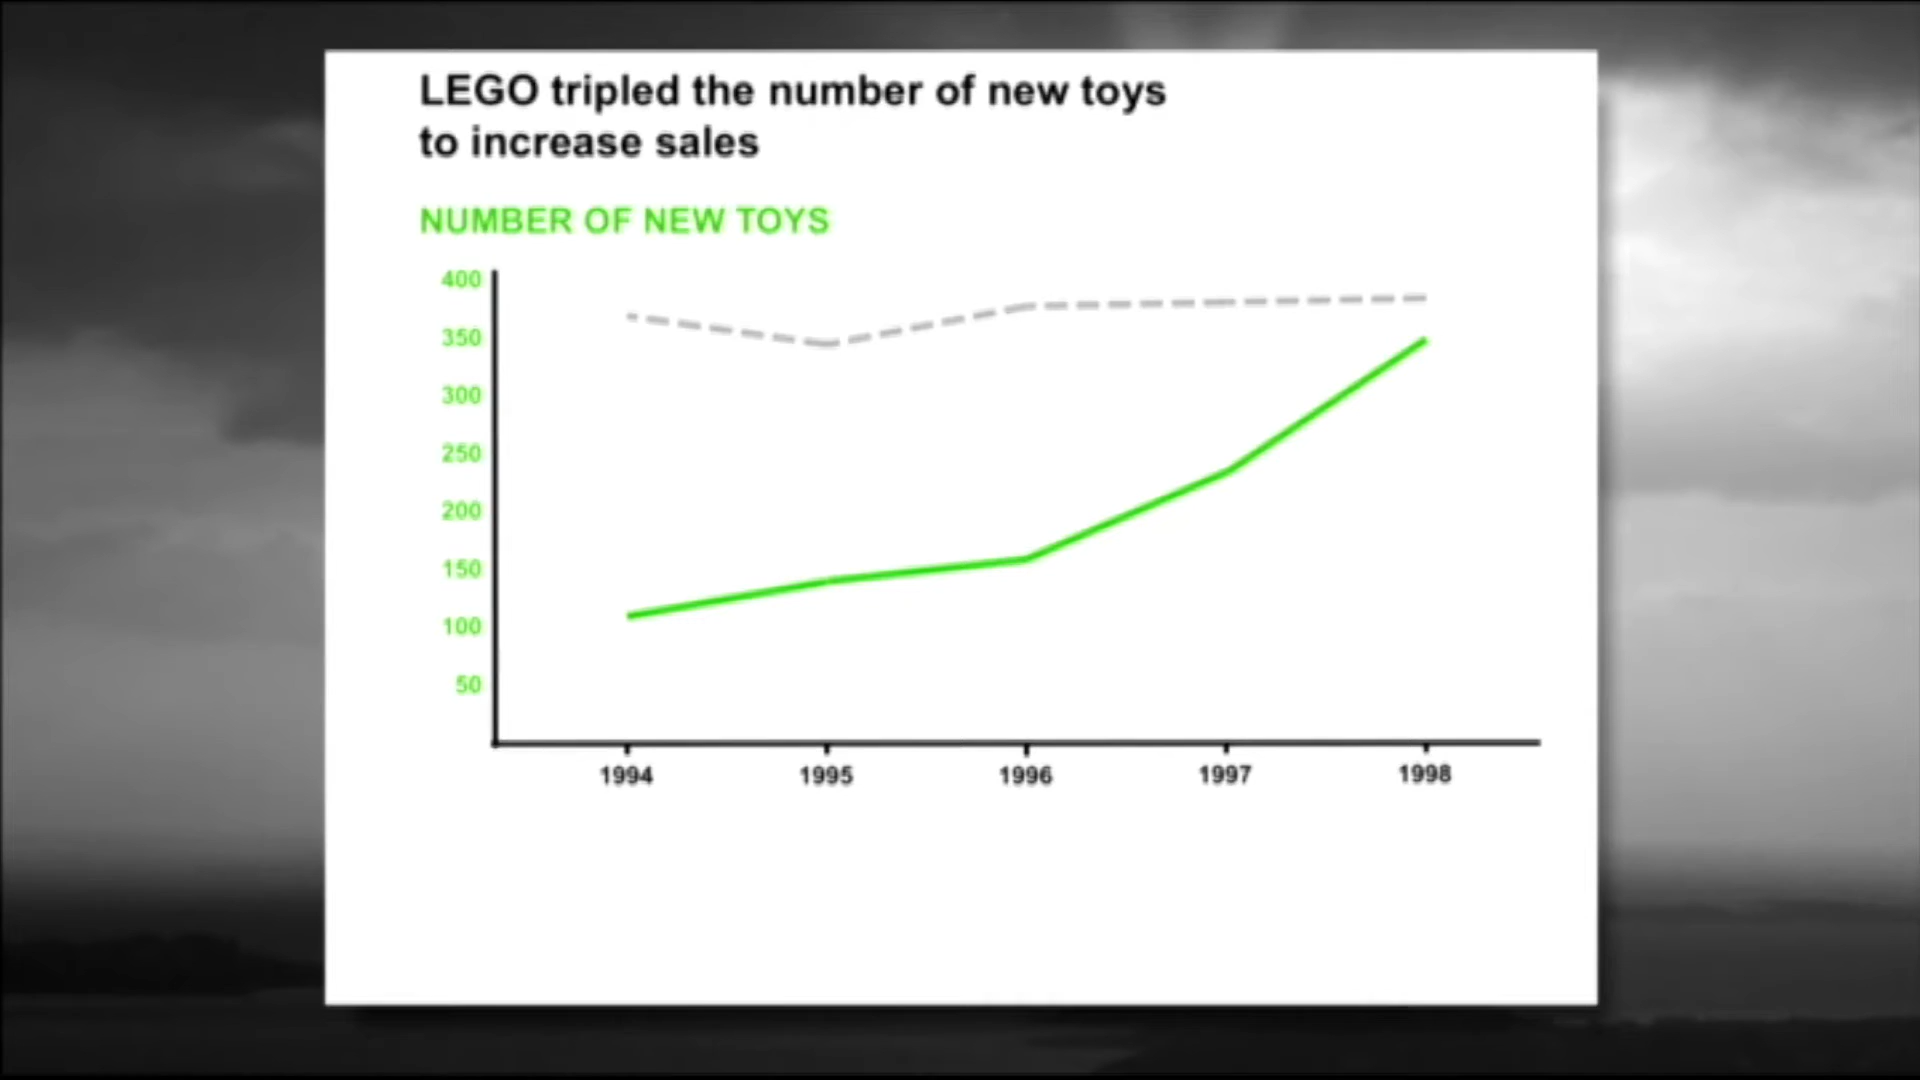 LEGO tripled the number of new toys
to increase sales
NUMBER OF NEW TOYS
400
350
300
250
200
150
100
50
1994 1995 1996 1997 1998